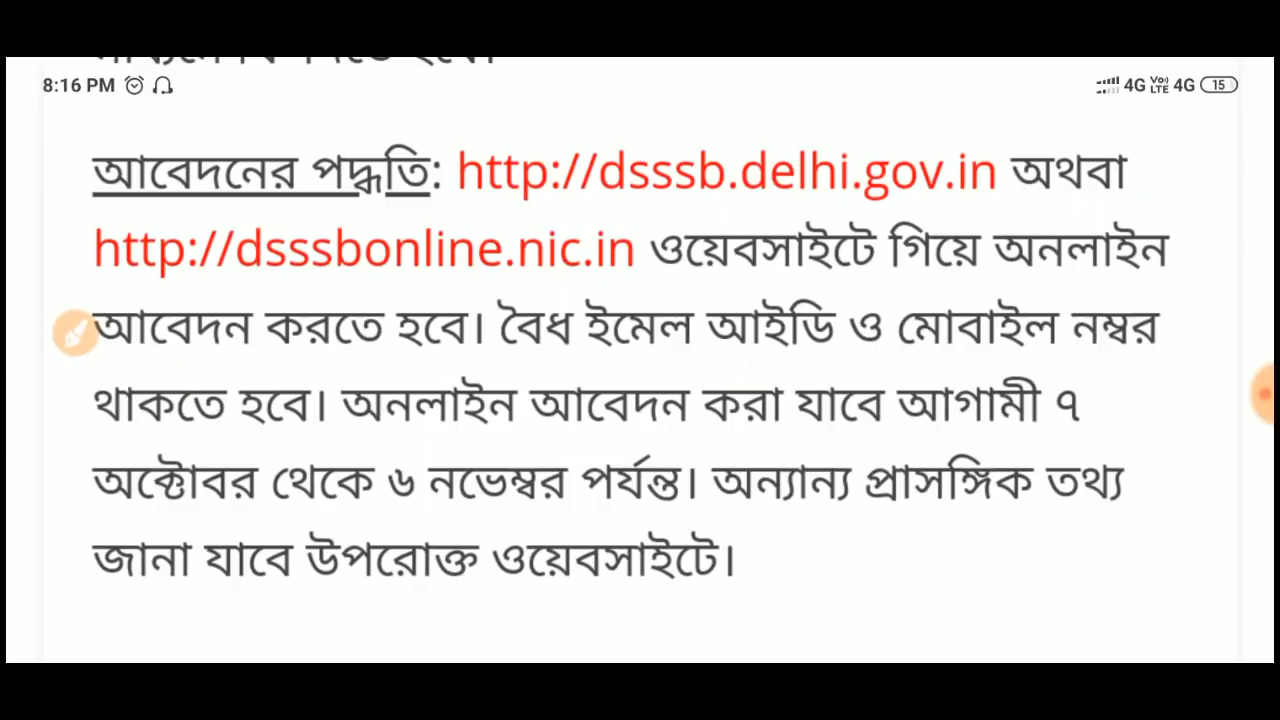 8:16 PM 4G Vo) LTE 4G 15
আবেদনের পদ্ধতি: http://dsssb.delhi.gov.in অথবা
http://dsssbonline.nic.in ওয়েবসাইটে গিয়ে অনলাইন
আবেদন করতে হবে। বৈধ ইমেল আইডি ও মোবাইল নম্বর
থাকতে হবে। অনলাইন আবেদন করা যাবে আগামী ৭
অক্টোবর থেকে ৬ নভেম্বর পর্যন্ত। অন্যান্য প্রাসঙ্গিক তথ্য
জানা যাবে উপরোক্ত ওয়েবসাইটে।